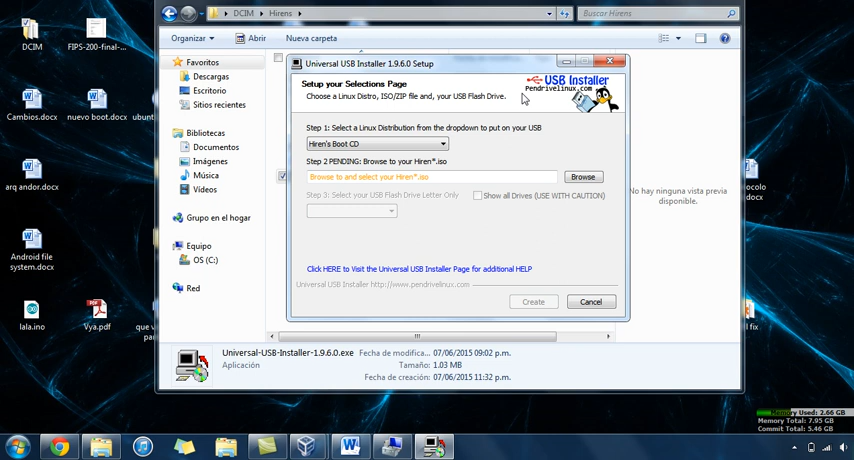 DCIM
Hirens
Buscar Hirens
Organizar
Abrir
Nueva carpeta
Favoritos
Descargas
Escritorio
Sitios recientes
Bibliotecas
Documentos
Imágenes
Música
Vídeos
Grupo en el hogar
Equipo
OS (C:)
Red
DCIM
FIPS-200-final-...
Cambios.docx
nuevo boot.docx
arq andor.docx
Android file
system.docx
lala.ino
Vya.pdf
Universal USB Installer 1.9.6.0 Setup
Setup your Selections Page
Choose a Linux Distro, ISO/ZIP file and, your USB Flash Drive.
USB Installer
Pendrivelinux.com
Step 1: Select a Linux Distribution from the dropdown to put on your USB
Hiren's Boot CD
Step 2 PENDING: Browse to your Hiren*.iso
Browse to and select your Hiren*.iso
Browse
Step 3: Select your USB Flash Drive Letter Only
Show all Drives (USE WITH CAUTION)
Click HERE to Visit the Universal USB Installer Page for additional HELP
Universal USB Installer http://www.pendrivelinux.com
Create
Cancel
No hay ninguna vista previa
disponible.
Universal-USB-Installer-1.9.6.0.exe
Aplicación
Fecha de modifica... 07/06/2015 09:02 p.m.
Tamaño: 1.03 MB
Fecha de creación: 07/06/2015 11:32 p.m.
Memory Used: 2.66 GB
Memory Total: 7.95 GB
Commit Total: 5.46 GB